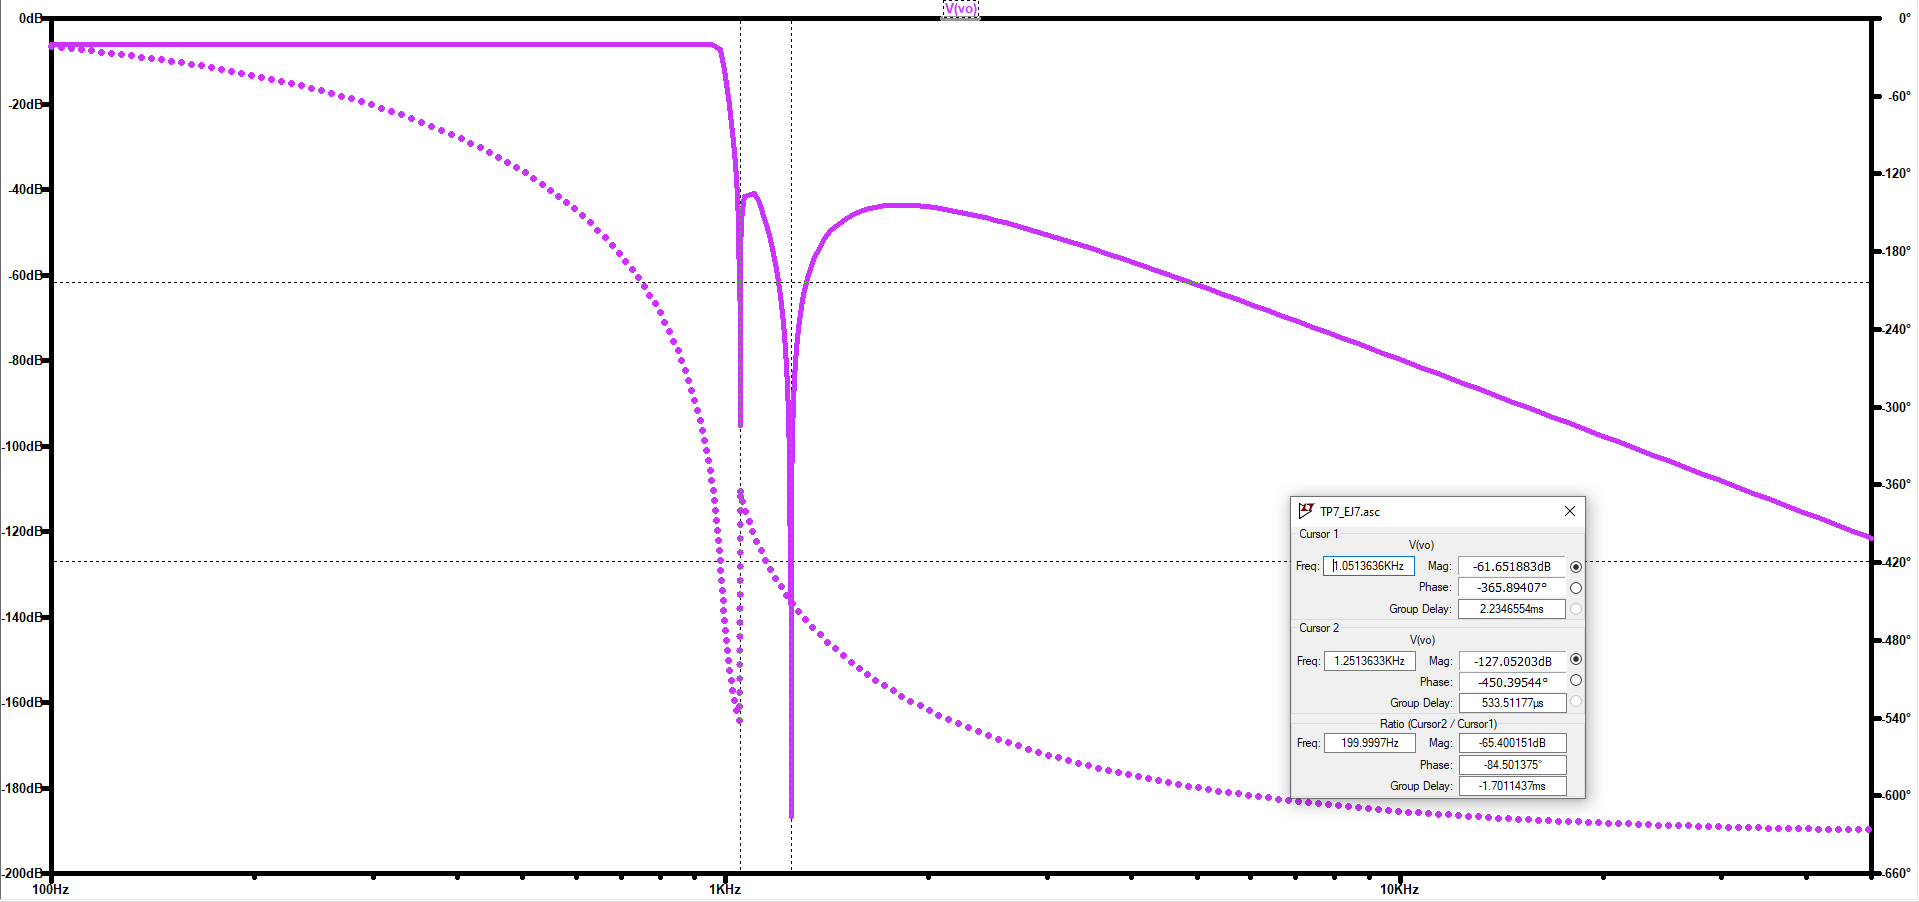 V(vo)
0dB
-20dB
-40dB
-60dB
-80dB
-100dB
-120dB
-140dB
-160dB
-180dB
-200dB
0°
-60°
-120°
-180°
-240°
-300°
-360°
-420°
-480°
-540°
-600°
-660°
100Hz 1KHz 10KHz
TP7_EJ7.asc
Cursor 1
V(vo)
Freq: 1.0513636KHz Mag: -61.651883dB
Phase: -365.89407°
Group Delay: 2.2346554ms
Cursor 2
V(vo)
Freq: 1.2513633KHz Mag: -127.05203dB
Phase: -450.39544°
Group Delay: 533.51177µs
Ratio (Cursor2 / Cursor1)
Freq: 199.9997Hz Mag: -65.400151dB
Phase: -84.501375°
Group Delay: -1.7011437ms